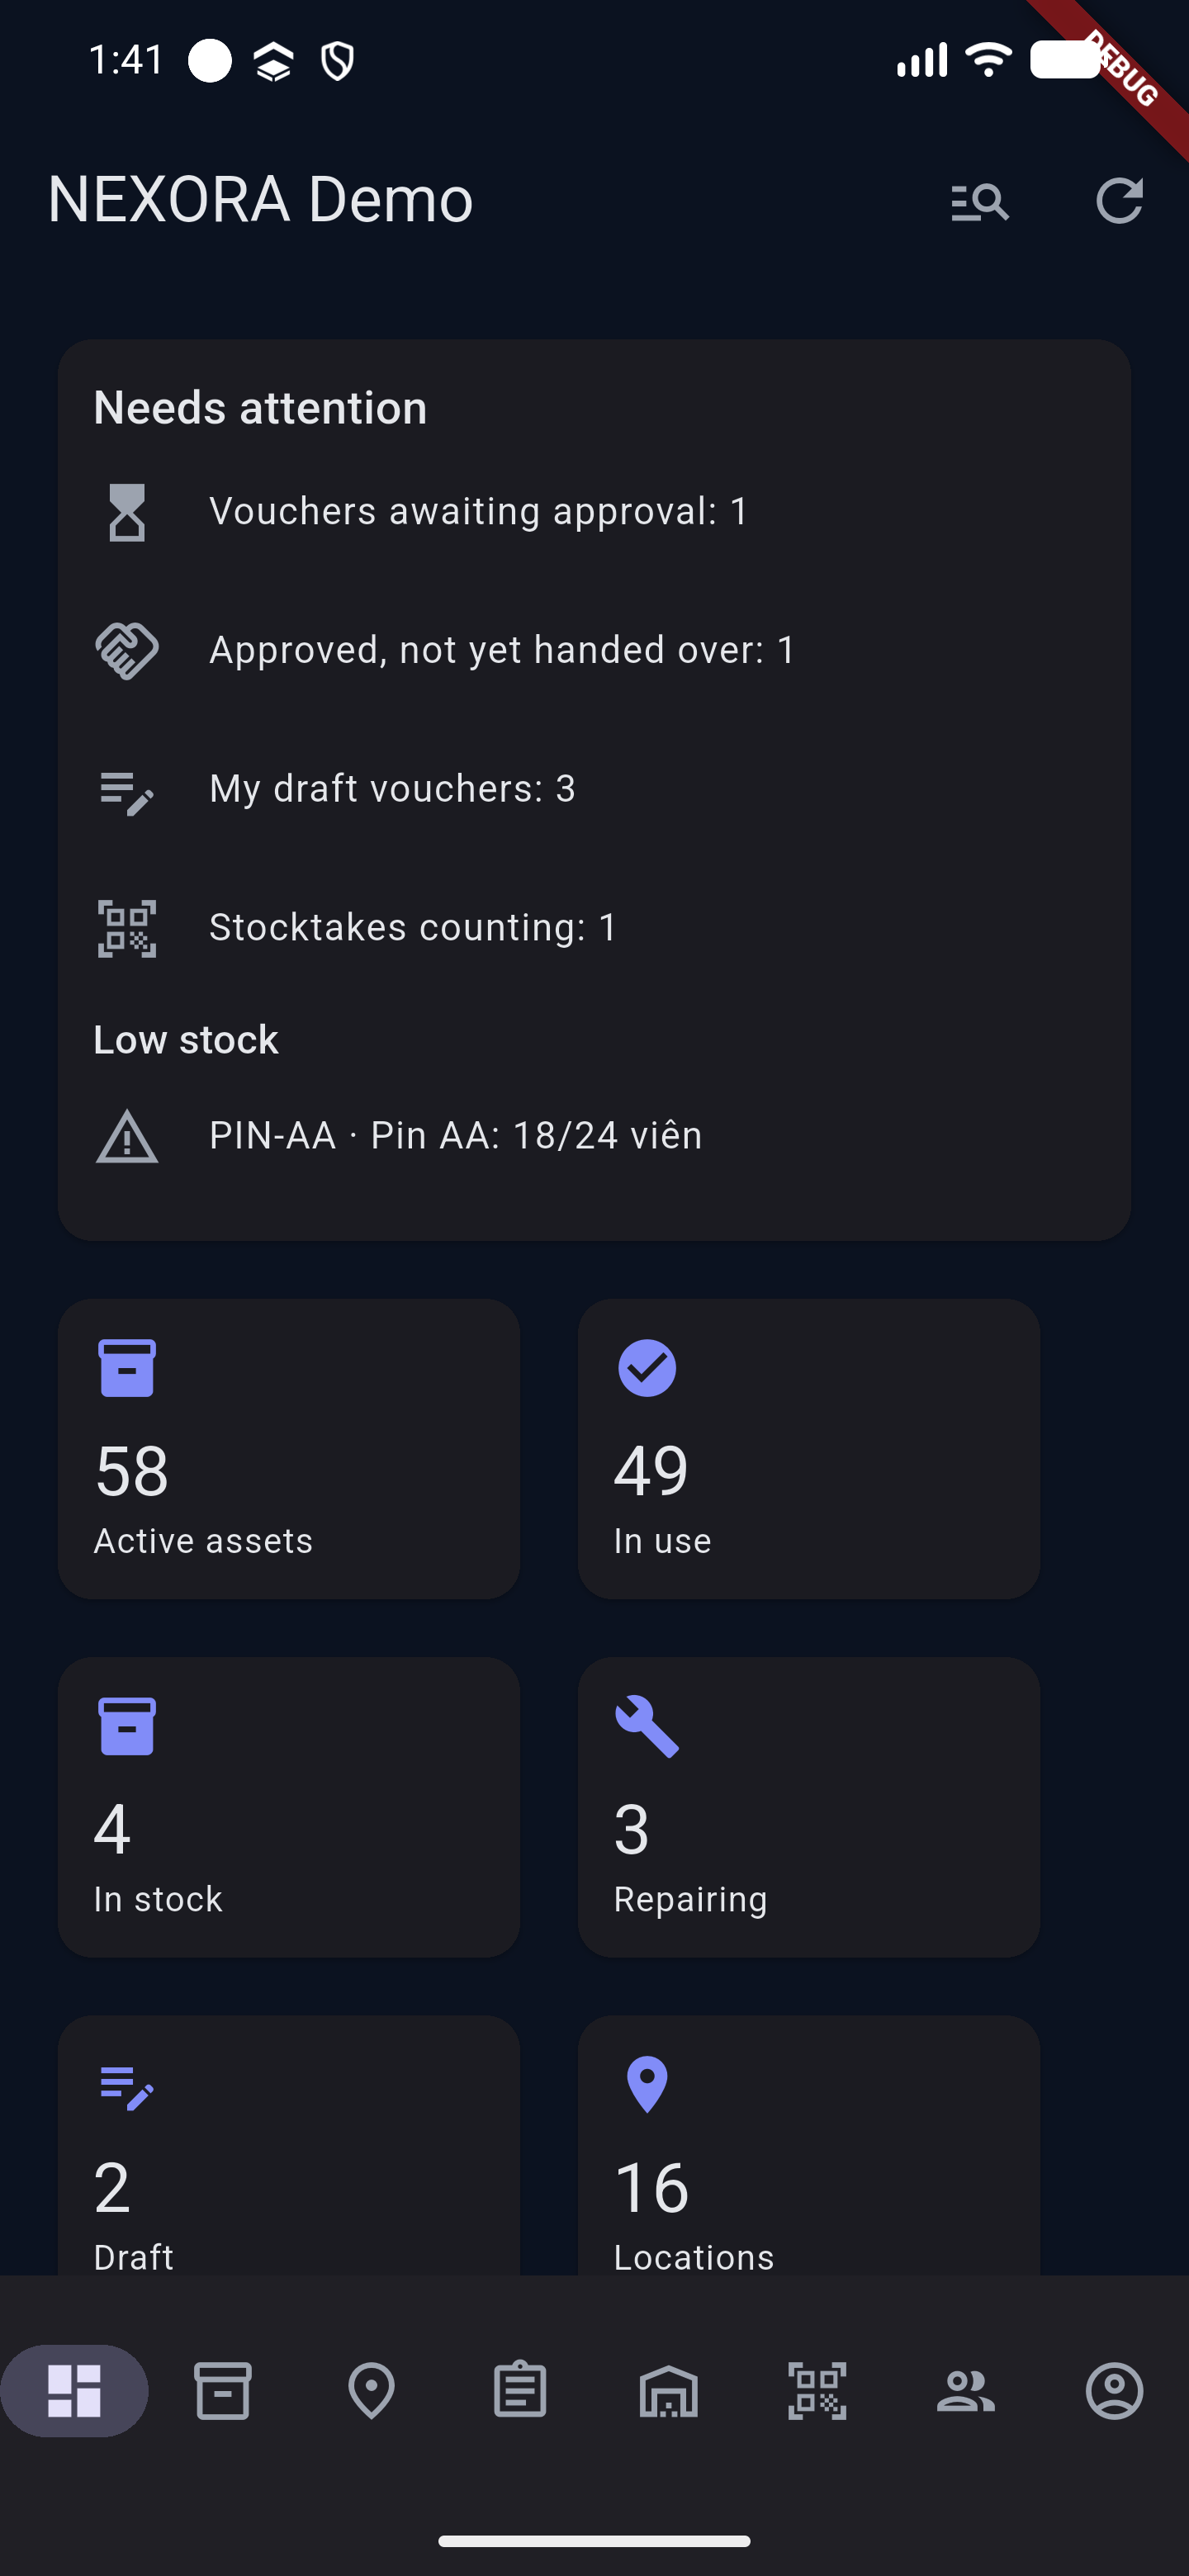 1:41
DEBUG
NEXORA Demo
Needs attention
Vouchers awaiting approval: 1
Approved, not yet handed over: 1
My draft vouchers: 3
Stocktakes counting: 1
Low stock
PIN-AA · Pin AA: 18/24 viên
58
Active assets
49
In use
4
In stock
3
Repairing
2
Draft
16
Locations